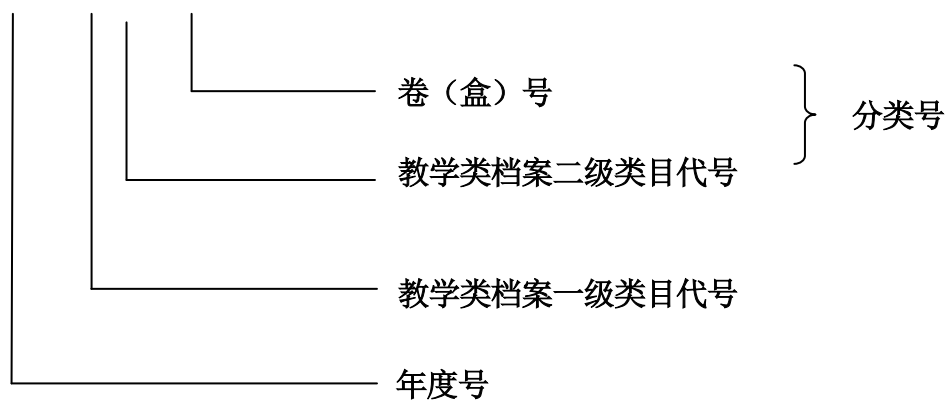 卷（盒）号
分类号
教学类档案二级类目代号
教学类档案一级类目代号
年度号